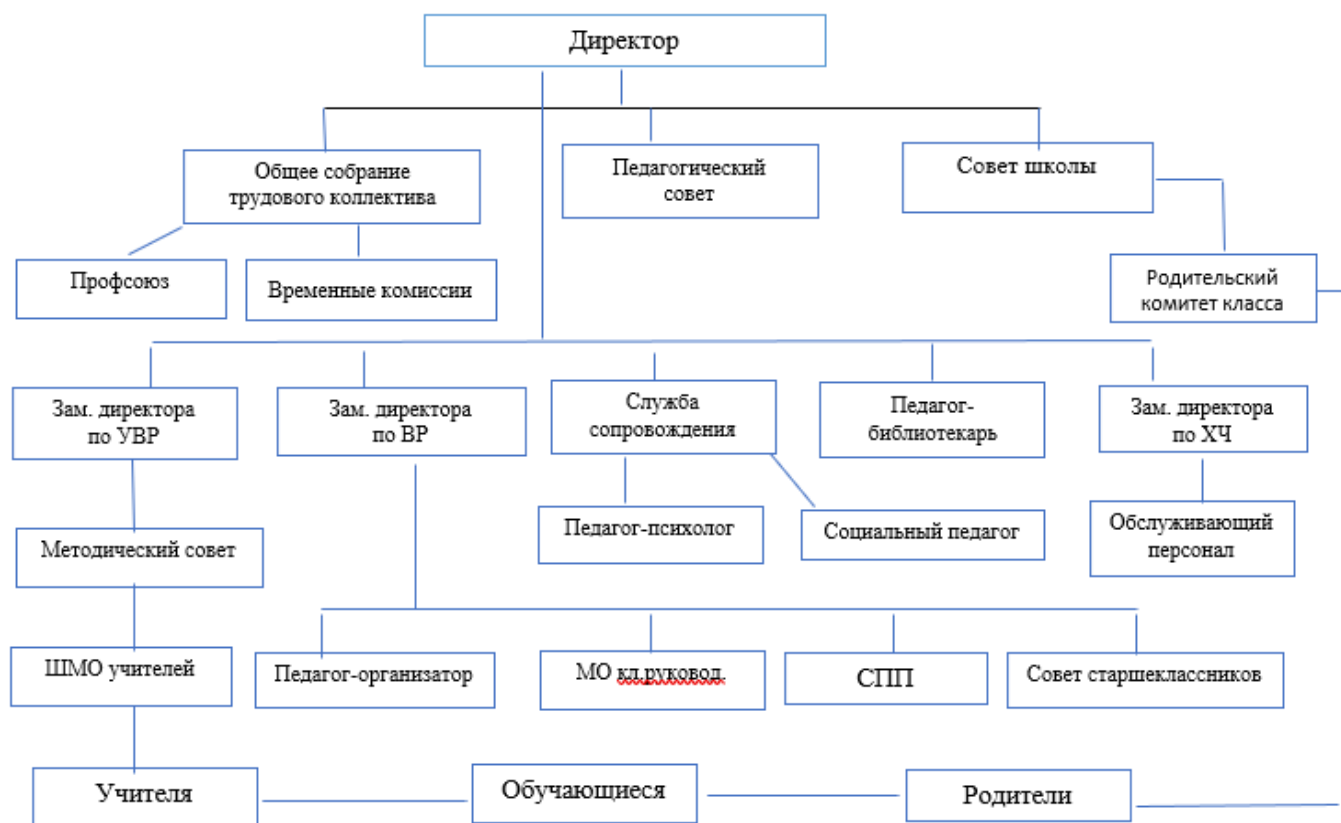 Директор
Общее собрание
трудового коллектива
Педагогический
совет
Совет школы
Профсоюз
Временные комиссии
Родительский
комитет класса
Зам. директора
по УВР
Зам. директора
по ВР
Служба
сопровождения
Педагог-
библиотекарь
Зам. директора
по ХЧ
Методический совет
Педагог-психолог
Социальный педагог
Обслуживающий
персонал
ШМО учителей
Педагог-организатор
МО кл.руковод.
СПП
Совет старшеклассников
Учителя
Обучающиеся
Родители